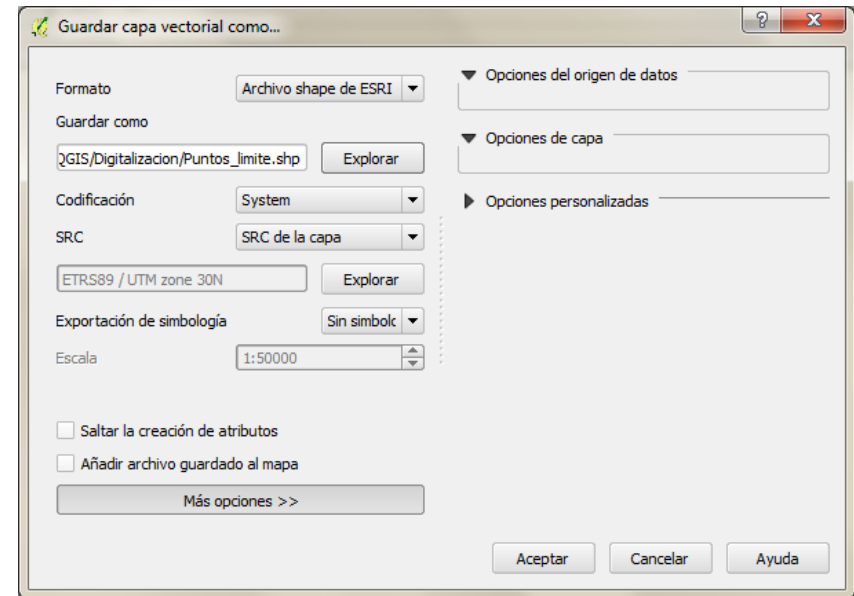 Guardar capa vectorial como...
Formato
Archivo shape de ESRI
Guardar como
QGIS/Digitalizacion/Puntos_limite.shp
Explorar
Codificación
System
SRC
SRC de la capa
ETRS89 / UTM zone 30N
Explorar
Exportación de simbología
Sin simbolc
Escala
1:50000
Saltar la creación de atributos
Añadir archivo guardado al mapa
Más opciones >>
Opciones del origen de datos
Opciones de capa
Opciones personalizadas
Aceptar
Cancelar
Ayuda